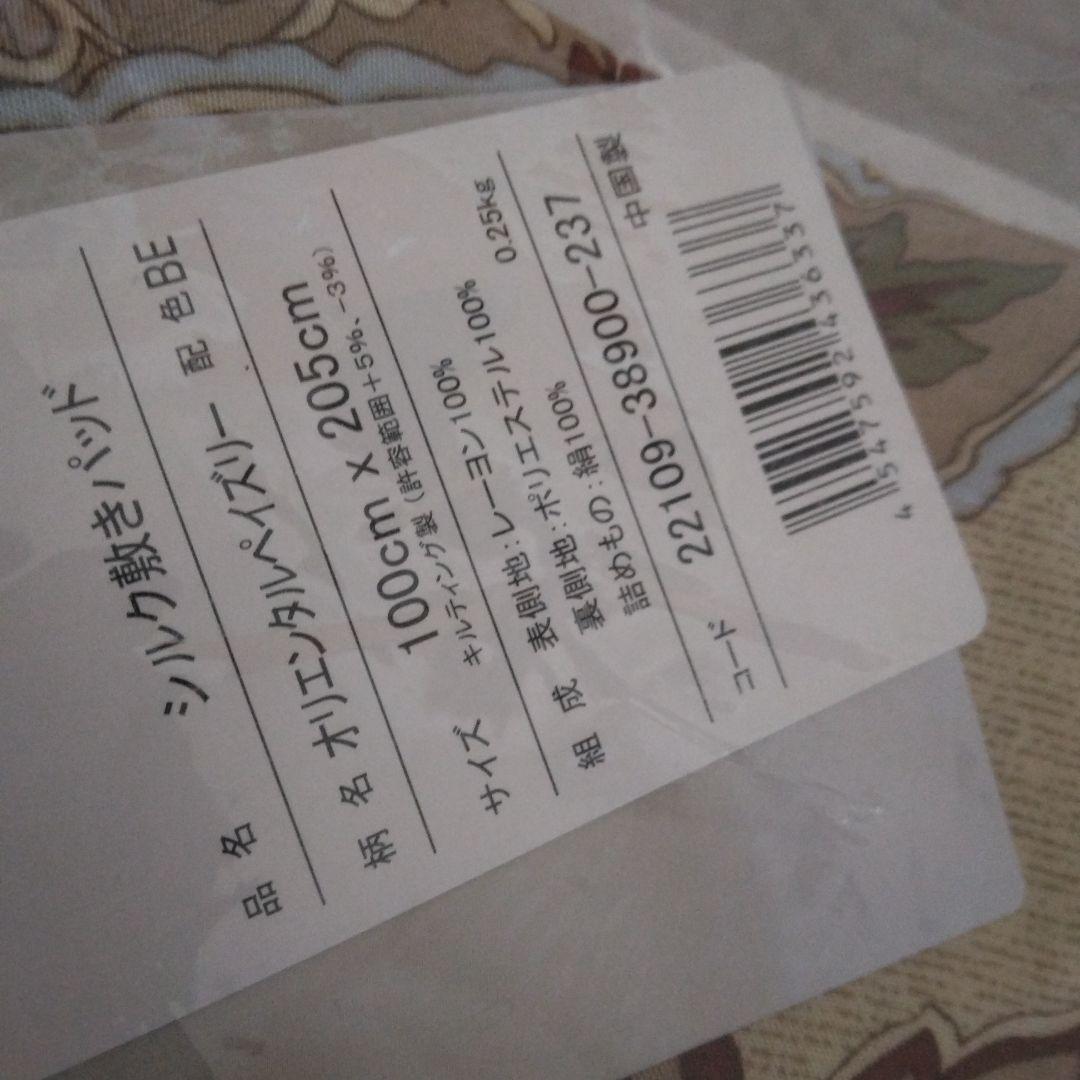 品 名 シルク敷きパッド
柄 名 オリエンタルペイズリー 配 色 BE
サイズ 100cm x 205cm
キルティング製 (許容範囲+5%、-3%)
組 成 表側地:レーヨン100%
裏側地:ポリエステル100%
詰めもの:絹100% 0.25kg
コード 22109-38900-237
中国製
4 547592 436337